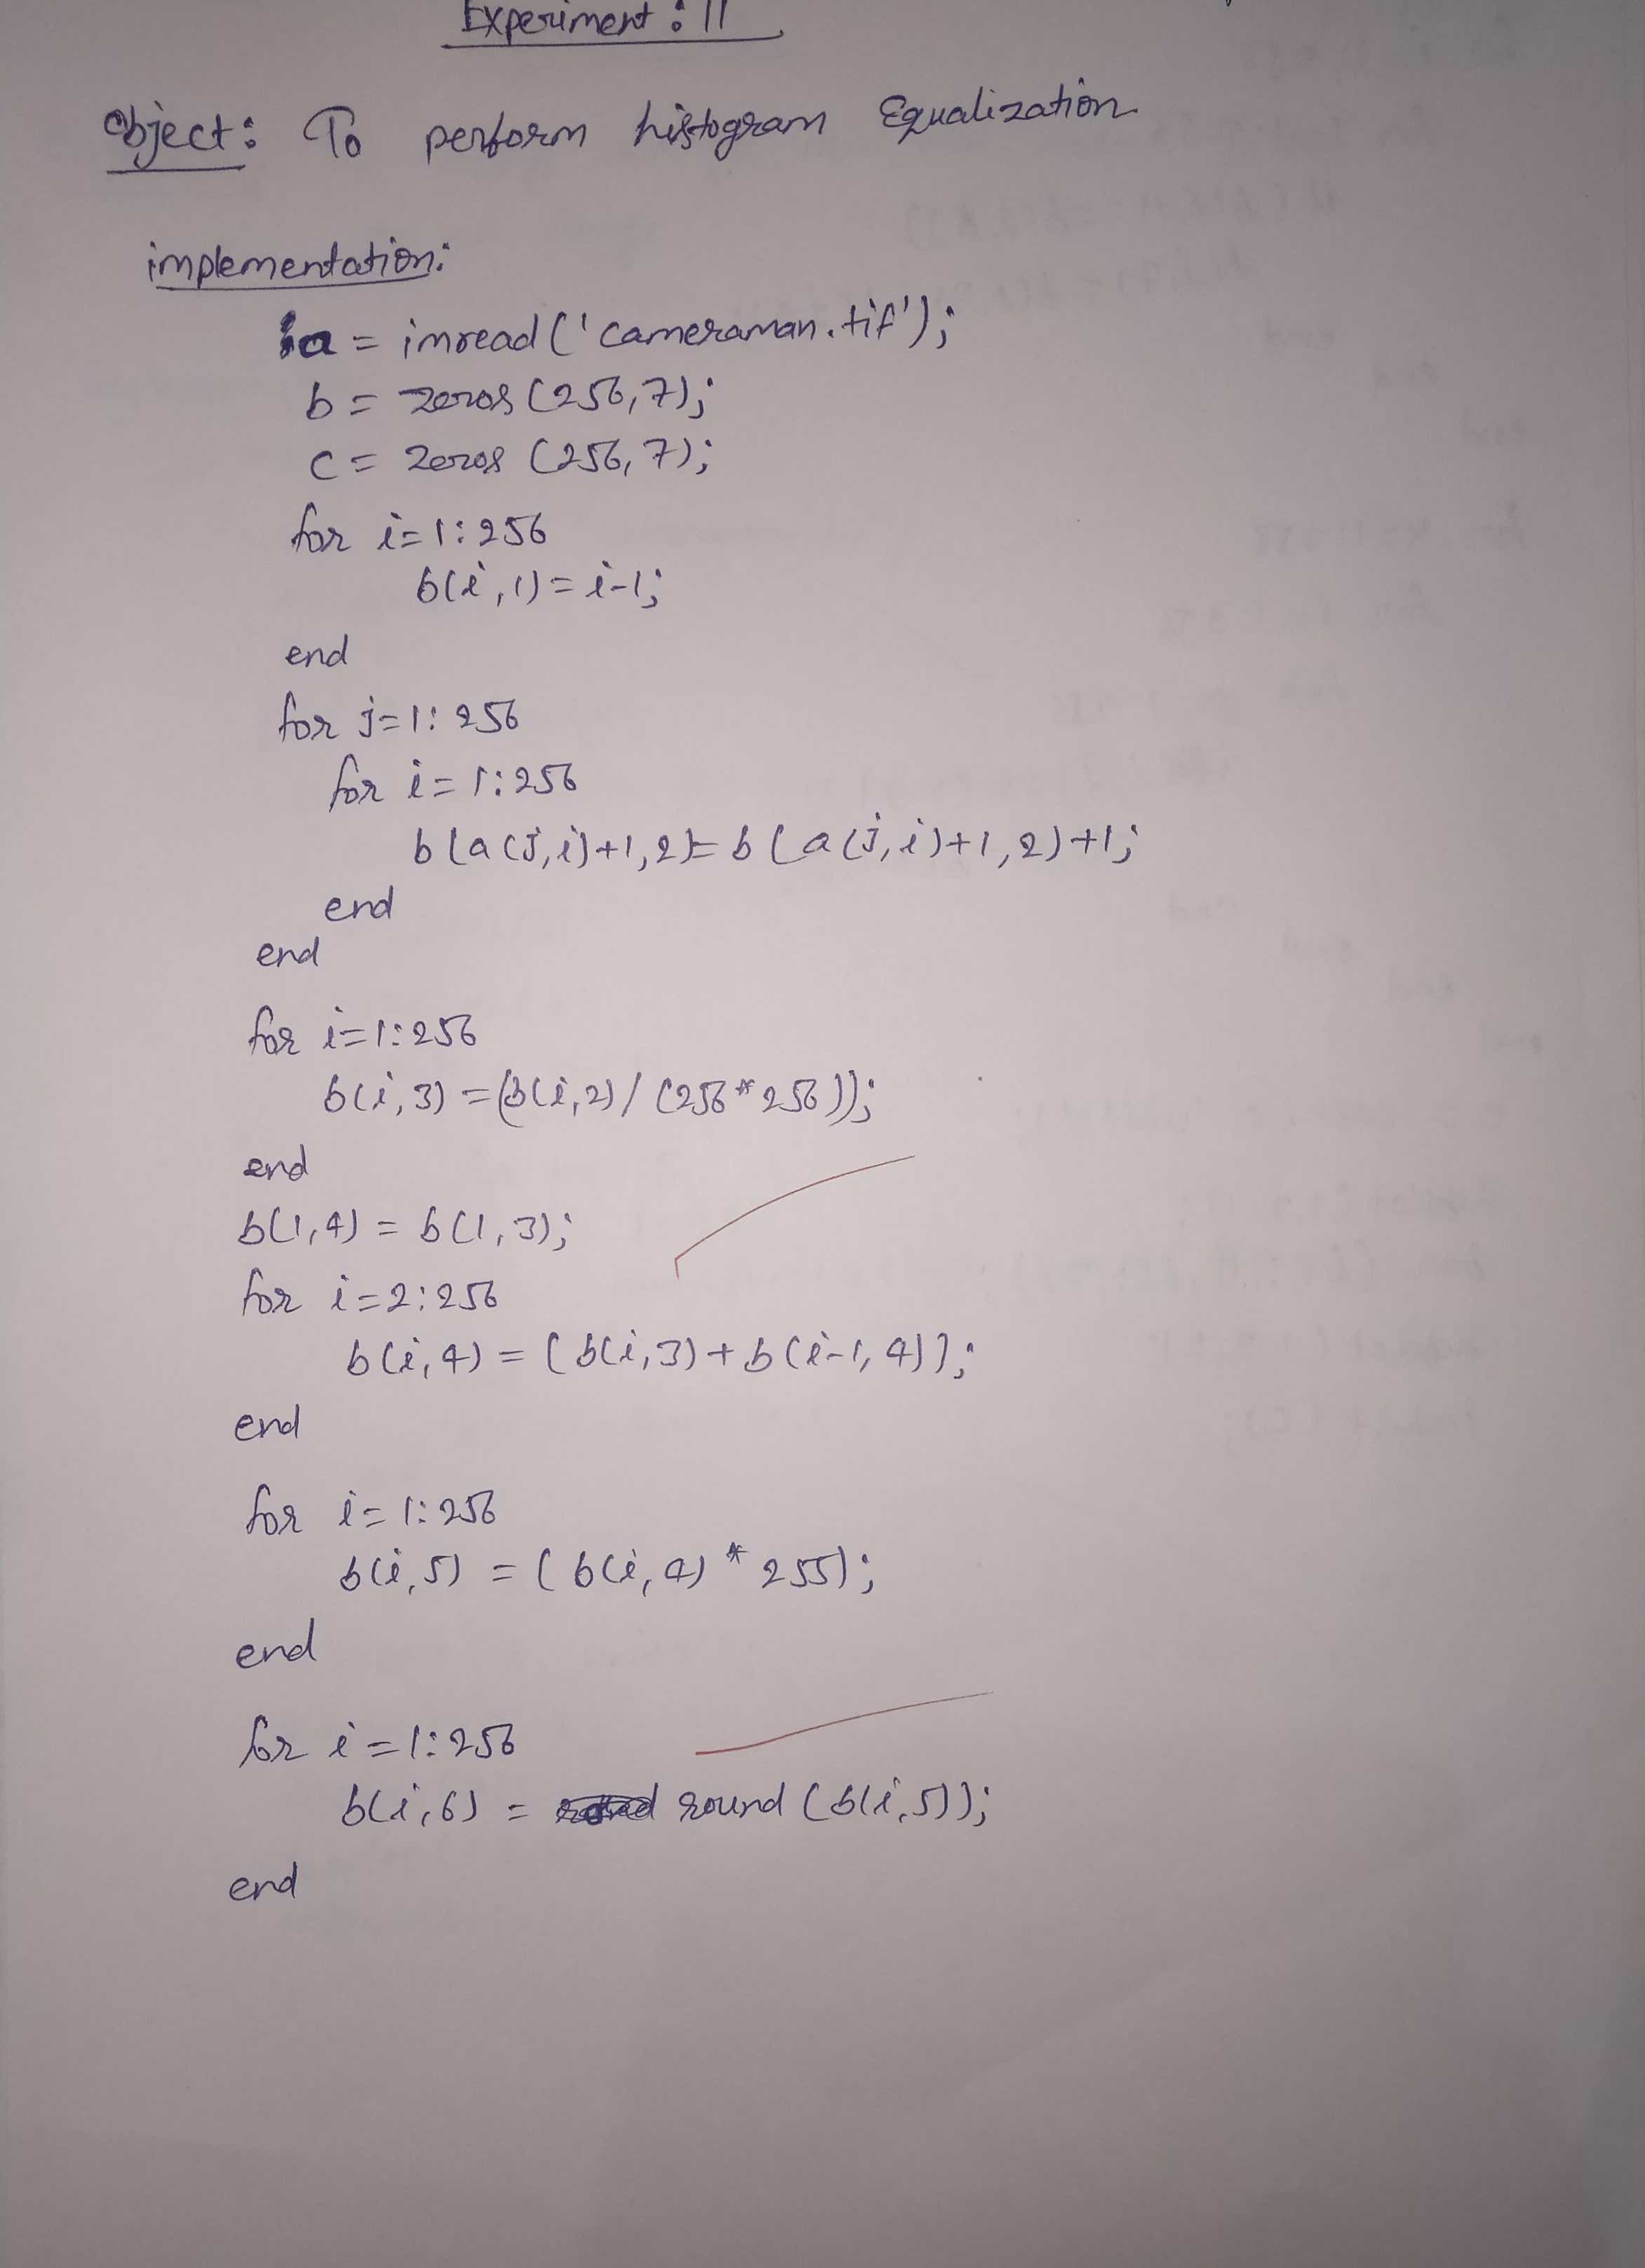 Experiment: 11
Object: To perform histogram Equalization
implementation:
a = imread('cameraman.tif');
b = zeros(256,7);
c = zeros(256,7);
for i=1:256
b(i,1)=i-1;
end
for j=1:256
for i=1:256
b(a(j,i)+1,2)=b(a(j,i)+1,2)+1;
end
end
for i=1:256
b(i,3)=(b(i,2)/(256*256));
end
b(1,4) = b(1,3);
for i=2:256
b(i,4) = (b(i,3)+b(i-1,4));
end
for i=1:256
b(i,5) = (b(i,4)*255);
end
for i=1:256
b(i,6) = round(b(i,5));
end